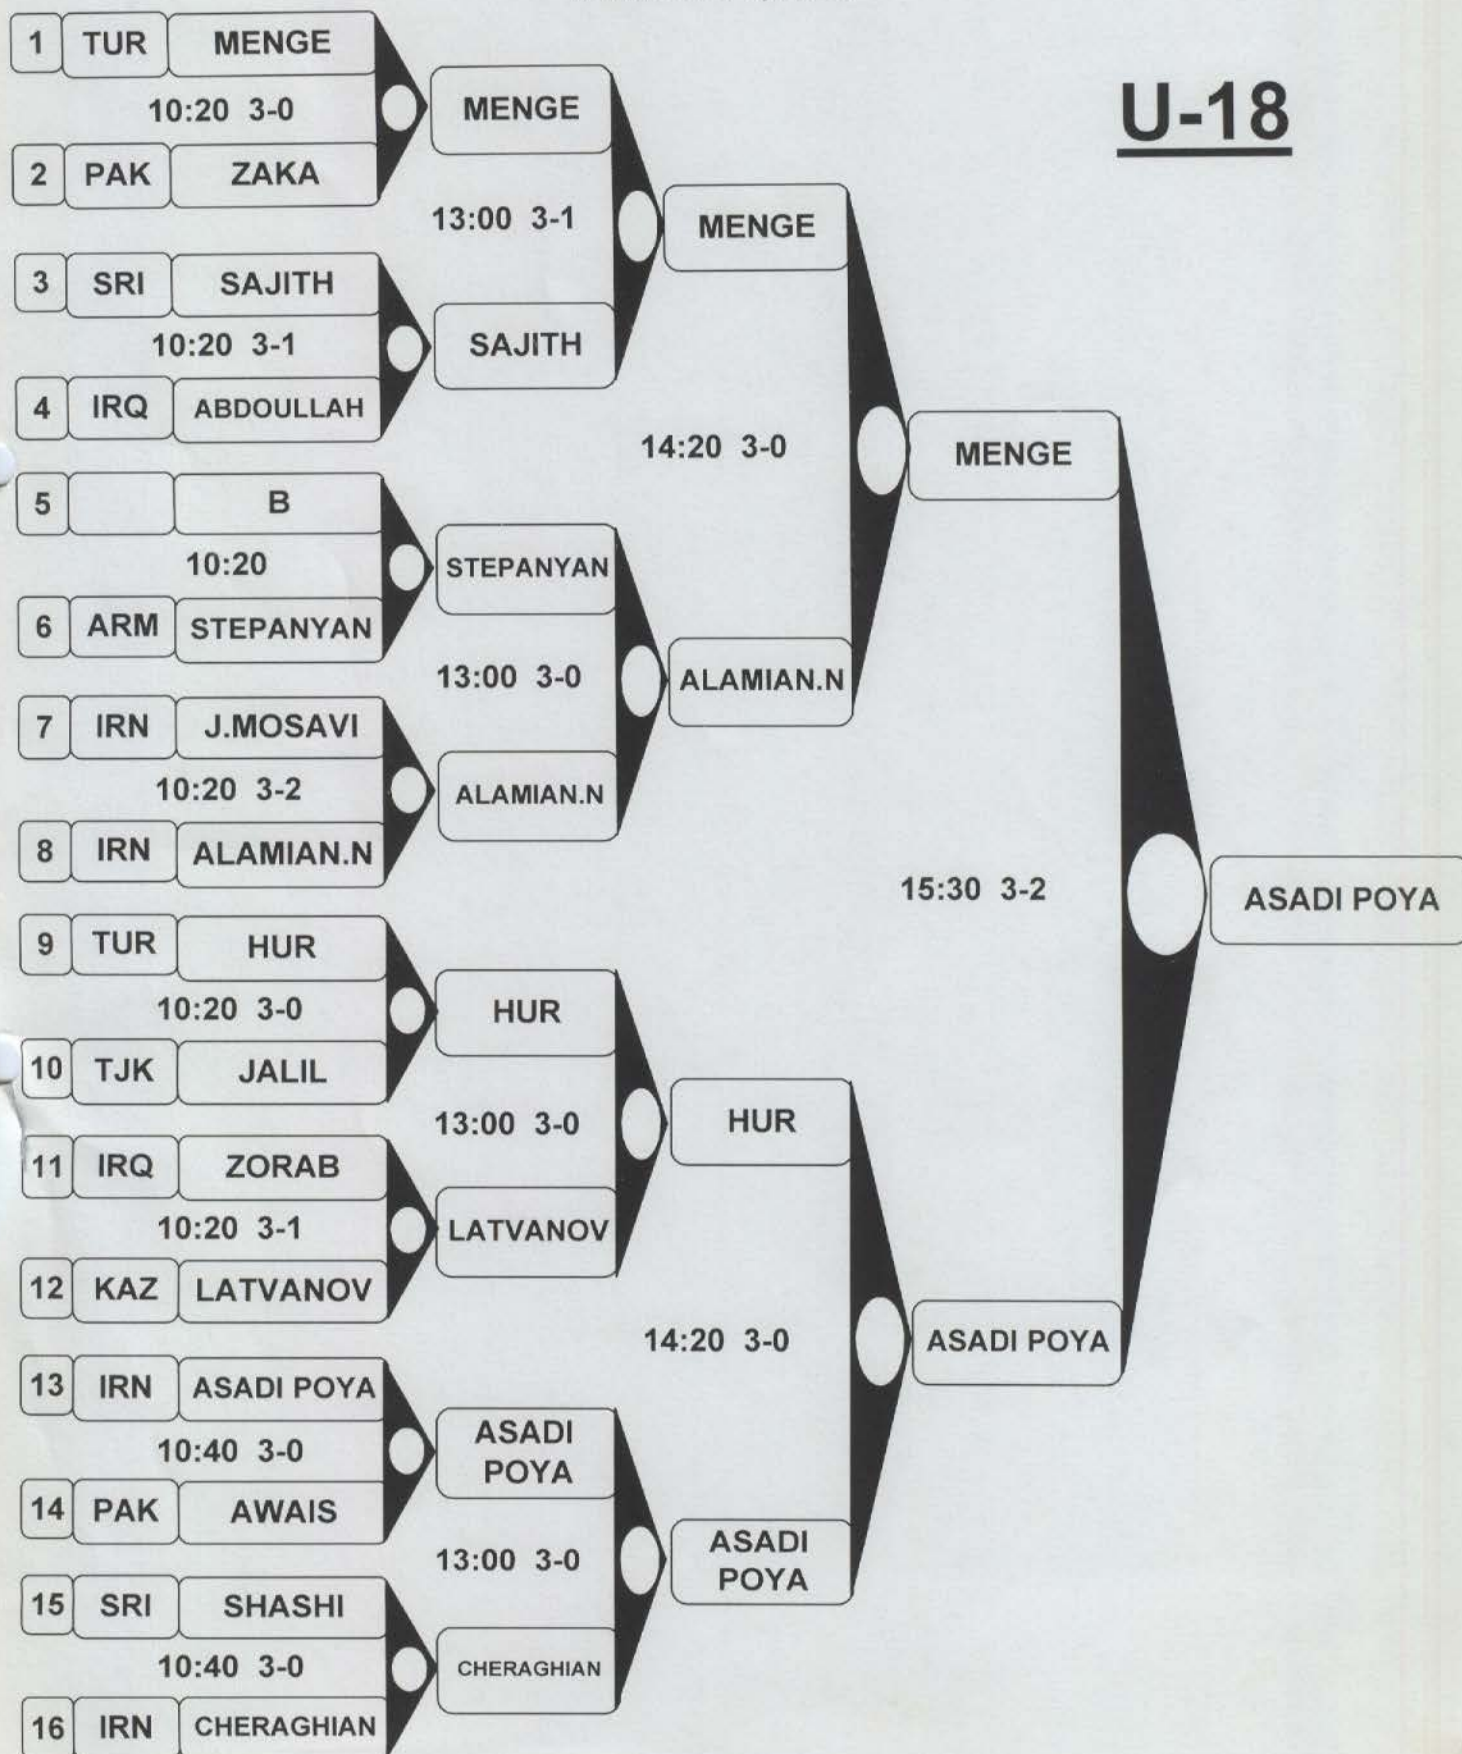 U-18
1 TUR MENGE
10:20 3-0
2 PAK ZAKA
3 SRI SAJITH
10:20 3-1
4 IRQ ABDOULLAH
5 B
10:20
6 ARM STEPANYAN
7 IRN J.MOSAVI
10:20 3-2
8 IRN ALAMIAN.N
9 TUR HUR
10:20 3-0
10 TJK JALIL
11 IRQ ZORAB
10:20 3-1
12 KAZ LATVANOV
13 IRN ASADI POYA
10:40 3-0
14 PAK AWAIS
15 SRI SHASHI
10:40 3-0
16 IRN CHERAGHIAN
MENGE
13:00 3-1
SAJITH
STEPANYAN
13:00 3-0
ALAMIAN.N
HUR
13:00 3-0
LATVANOV
ASADI
POYA
13:00 3-0
CHERAGHIAN
MENGE
14:20 3-0
ALAMIAN.N
HUR
14:20 3-0
ASADI
POYA
MENGE
15:30 3-2
ASADI POYA
ASADI POYA